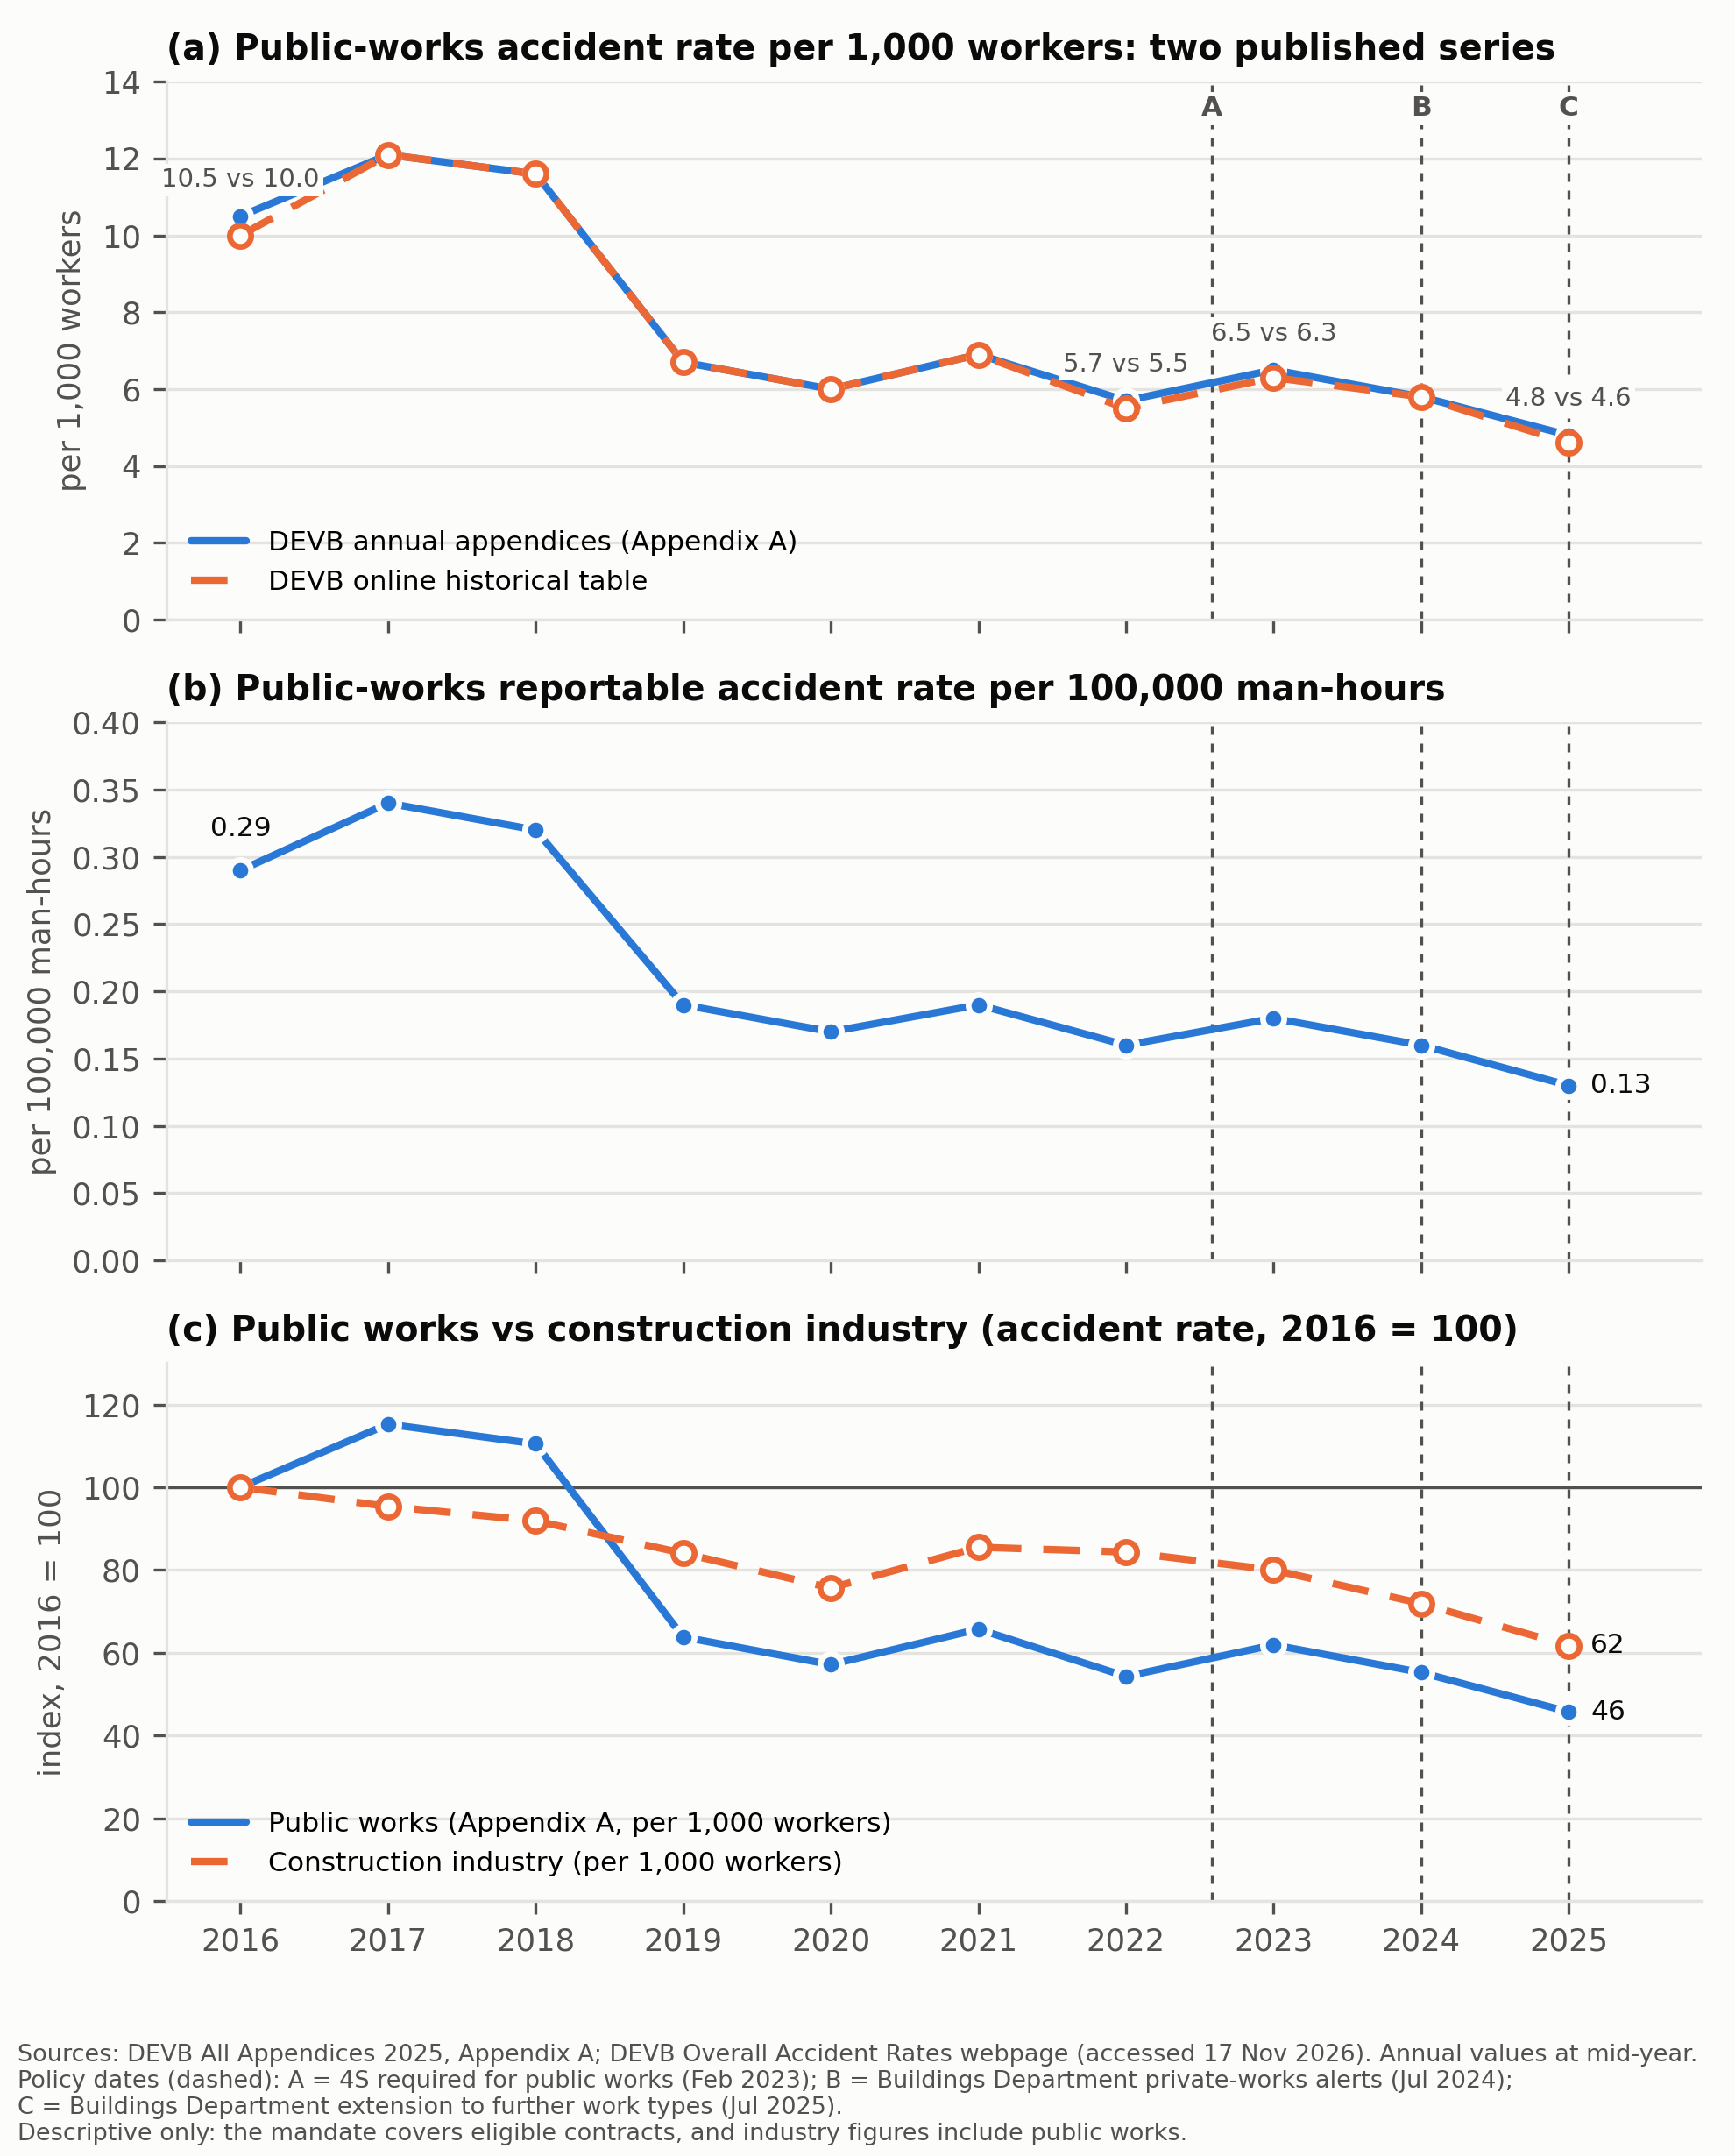 (a) Public-works accident rate per 1,000 workers: two published series
per 1,000 workers
14
12
10
8
6
4
2
0
A
B
C
10.5 vs 10.0
5.7 vs 5.5
6.5 vs 6.3
4.8 vs 4.6
DEVB annual appendices (Appendix A)
DEVB online historical table
(b) Public-works reportable accident rate per 100,000 man-hours
per 100,000 man-hours
0.40
0.35
0.30
0.25
0.20
0.15
0.10
0.05
0.00
0.29
0.13
(c) Public works vs construction industry (accident rate, 2016 = 100)
index, 2016 = 100
120
100
80
60
40
20
0
62
46
Public works (Appendix A, per 1,000 workers)
Construction industry (per 1,000 workers)
2016 2017 2018 2019 2020 2021 2022 2023 2024 2025
Sources: DEVB All Appendices 2025, Appendix A; DEVB Overall Accident Rates webpage (accessed 17 Nov 2026). Annual values at mid-year.
Policy dates (dashed): A = 4S required for public works (Feb 2023); B = Buildings Department private-works alerts (Jul 2024);
C = Buildings Department extension to further work types (Jul 2025).
Descriptive only: the mandate covers eligible contracts, and industry figures include public works.